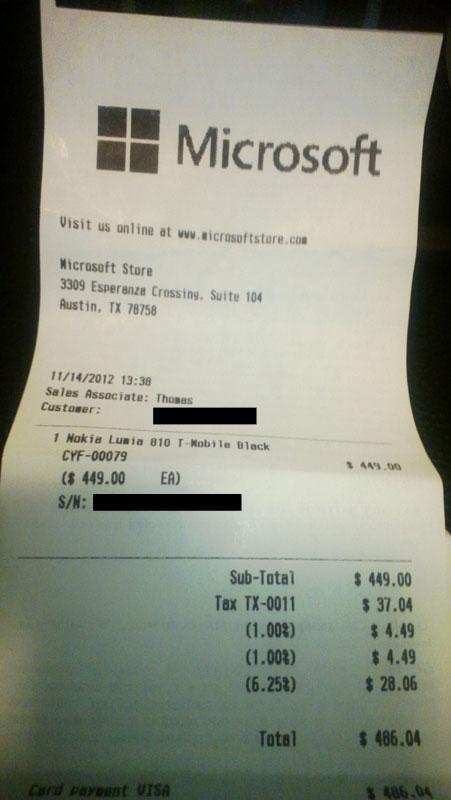 Microsoft
Visit us online at www.microsoftstore.com
Microsoft Store
3309 Esperanza Crossing, Suite 104
Austin, TX 78758
11/14/2012 13:38
Sales Associate: Thomas
Customer:
1 Nokia Lumia 810 T-Mobile Black
CYF-00079 $ 449.00
($ 449.00 EA)
S/N:
Sub-Total $ 449.00
Tax TX-0011 $ 37.04
(1.00%) $ 4.49
(1.00%) $ 4.49
(6.25%) $ 28.06
Total $ 486.04
Card payment VISA $ 486.04